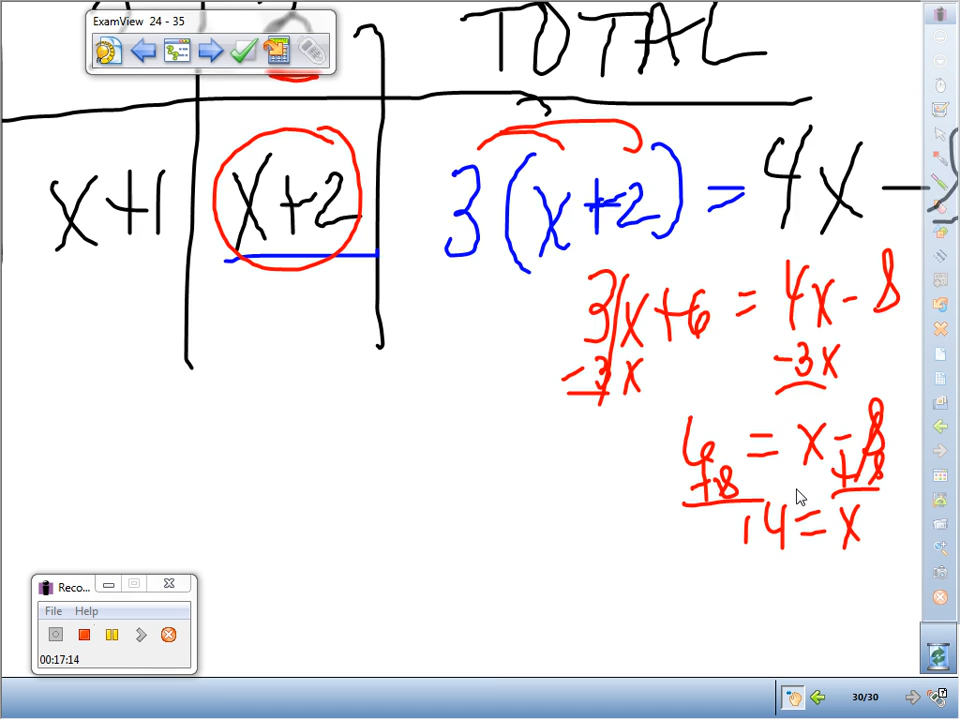 ExamView 24 - 35
TOTAL
x+1 x+2 3(x+2) = 4x -
3x+6 = 4x - 8
-3x -3x
6 = x - 8
+8 +8
14 = x
Reco...
File Help
00:17:14
30/30